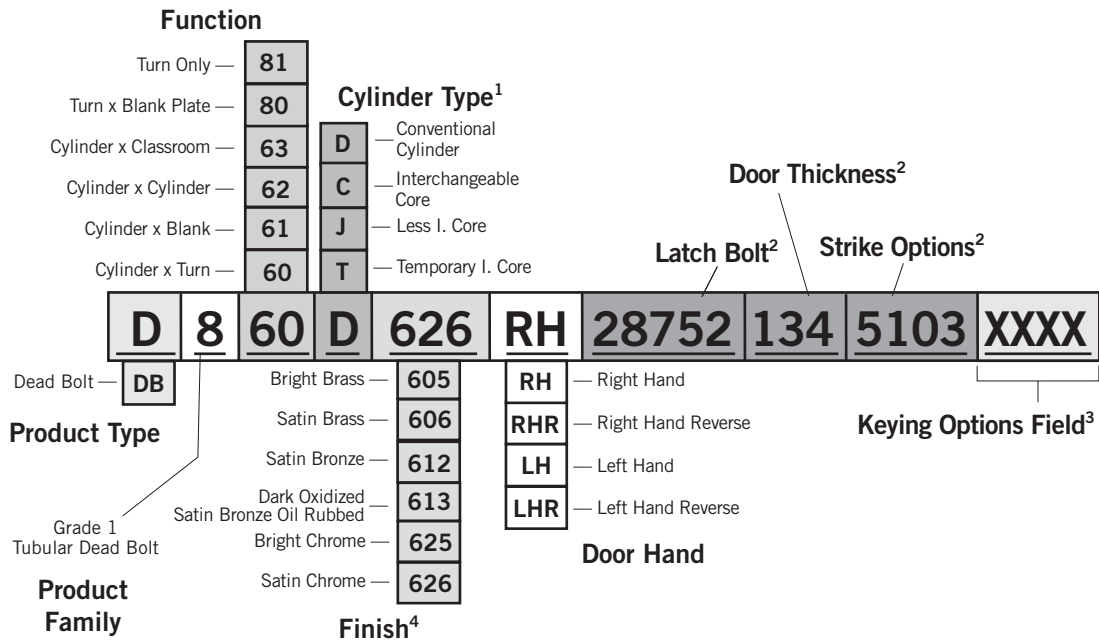 Function
Turn Only — 81
Turn x Blank Plate — 80
Cylinder x Classroom — 63
Cylinder x Cylinder — 62
Cylinder x Blank — 61
Cylinder x Turn — 60
Cylinder Type1
D — Conventional
Cylinder
C — Interchangeable
Core
J — Less I. Core
T — Temporary I. Core
Door Thickness2
Latch Bolt2
Strike Options2
D 8 60 D 626 RH 28752 134 5103 XXXX
Dead Bolt — DB
Product Type
Grade 1
Tubular Dead Bolt
Product
Family
Bright Brass — 605
Satin Brass — 606
Satin Bronze — 612
Dark Oxidized
Satin Bronze Oil Rubbed — 613
Bright Chrome — 625
Satin Chrome — 626
Finish4
RH — Right Hand
RHR — Right Hand Reverse
LH — Left Hand
LHR — Left Hand Reverse
Door Hand
Keying Options Field3